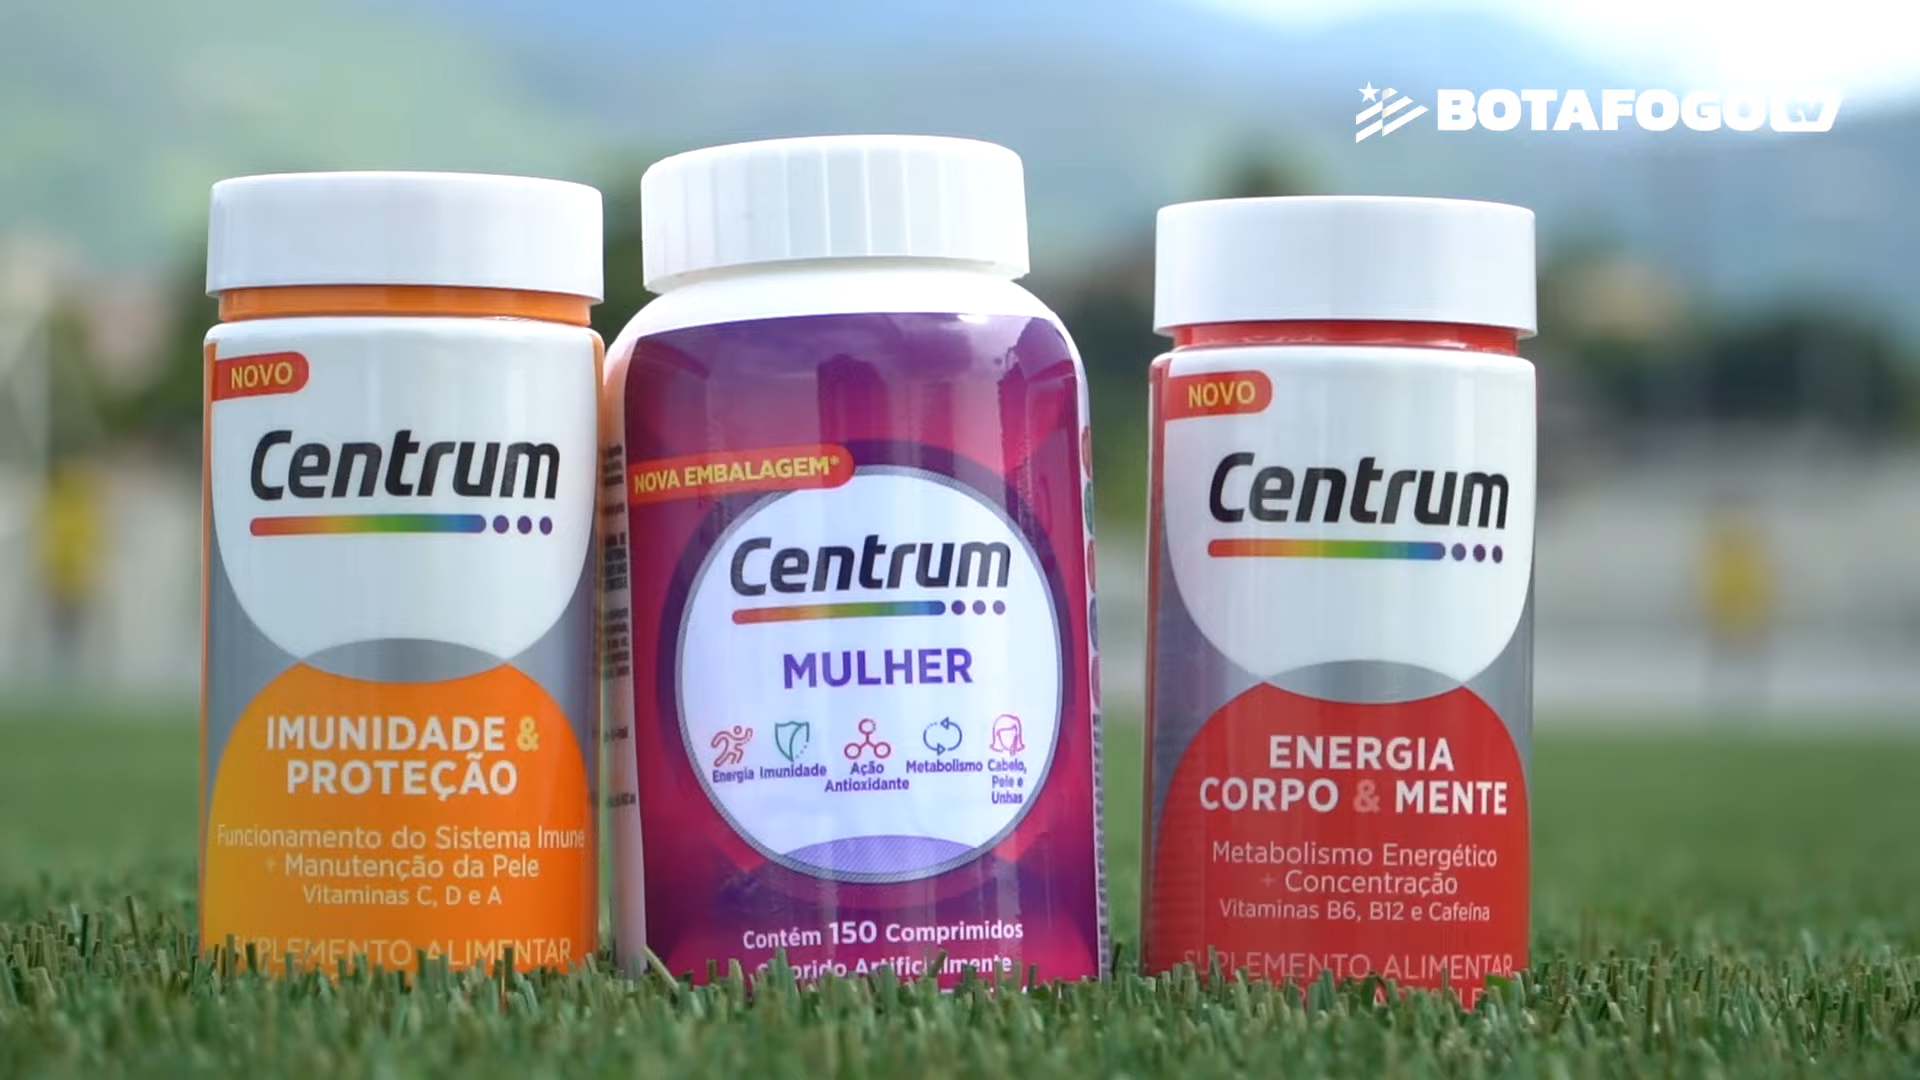 BOTAFOGO tv
NOVO
Centrum
IMUNIDADE &
PROTEÇÃO
Funcionamento do Sistema Imune
+ Manutenção da Pele
Vitaminas C, D e A
SUPLEMENTO ALIMENTAR
NOVA EMBALAGEM*
Centrum
MULHER
Energia
Imunidade
Ação
Antioxidante
Metabolismo
Cabelo,
Pele e
Unhas
Contém 150 Comprimidos
Colorido Artificialmente
NOVO
Centrum
ENERGIA
CORPO & MENTE
Metabolismo Energético
+ Concentração
Vitaminas B6, B12 e Cafeína
SUPLEMENTO ALIMENTAR